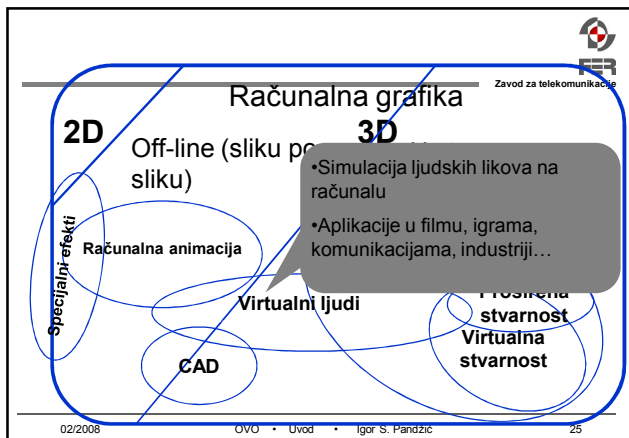 FER
Zavod za telekomunikacije
Računalna grafika
2D
3D
Off-line (sliku
sliku)
•Simulacija ljudskih likova na
računalu
•Aplikacije u filmu, igrama,
komunikacijama, industriji…
Specijalni efekti
Računalna animacija
Virtualni ljudi
Proširena
stvarnost
Virtualna
stvarnost
CAD
02/2008
OVO • Uvod • Igor S. Pandžić
25